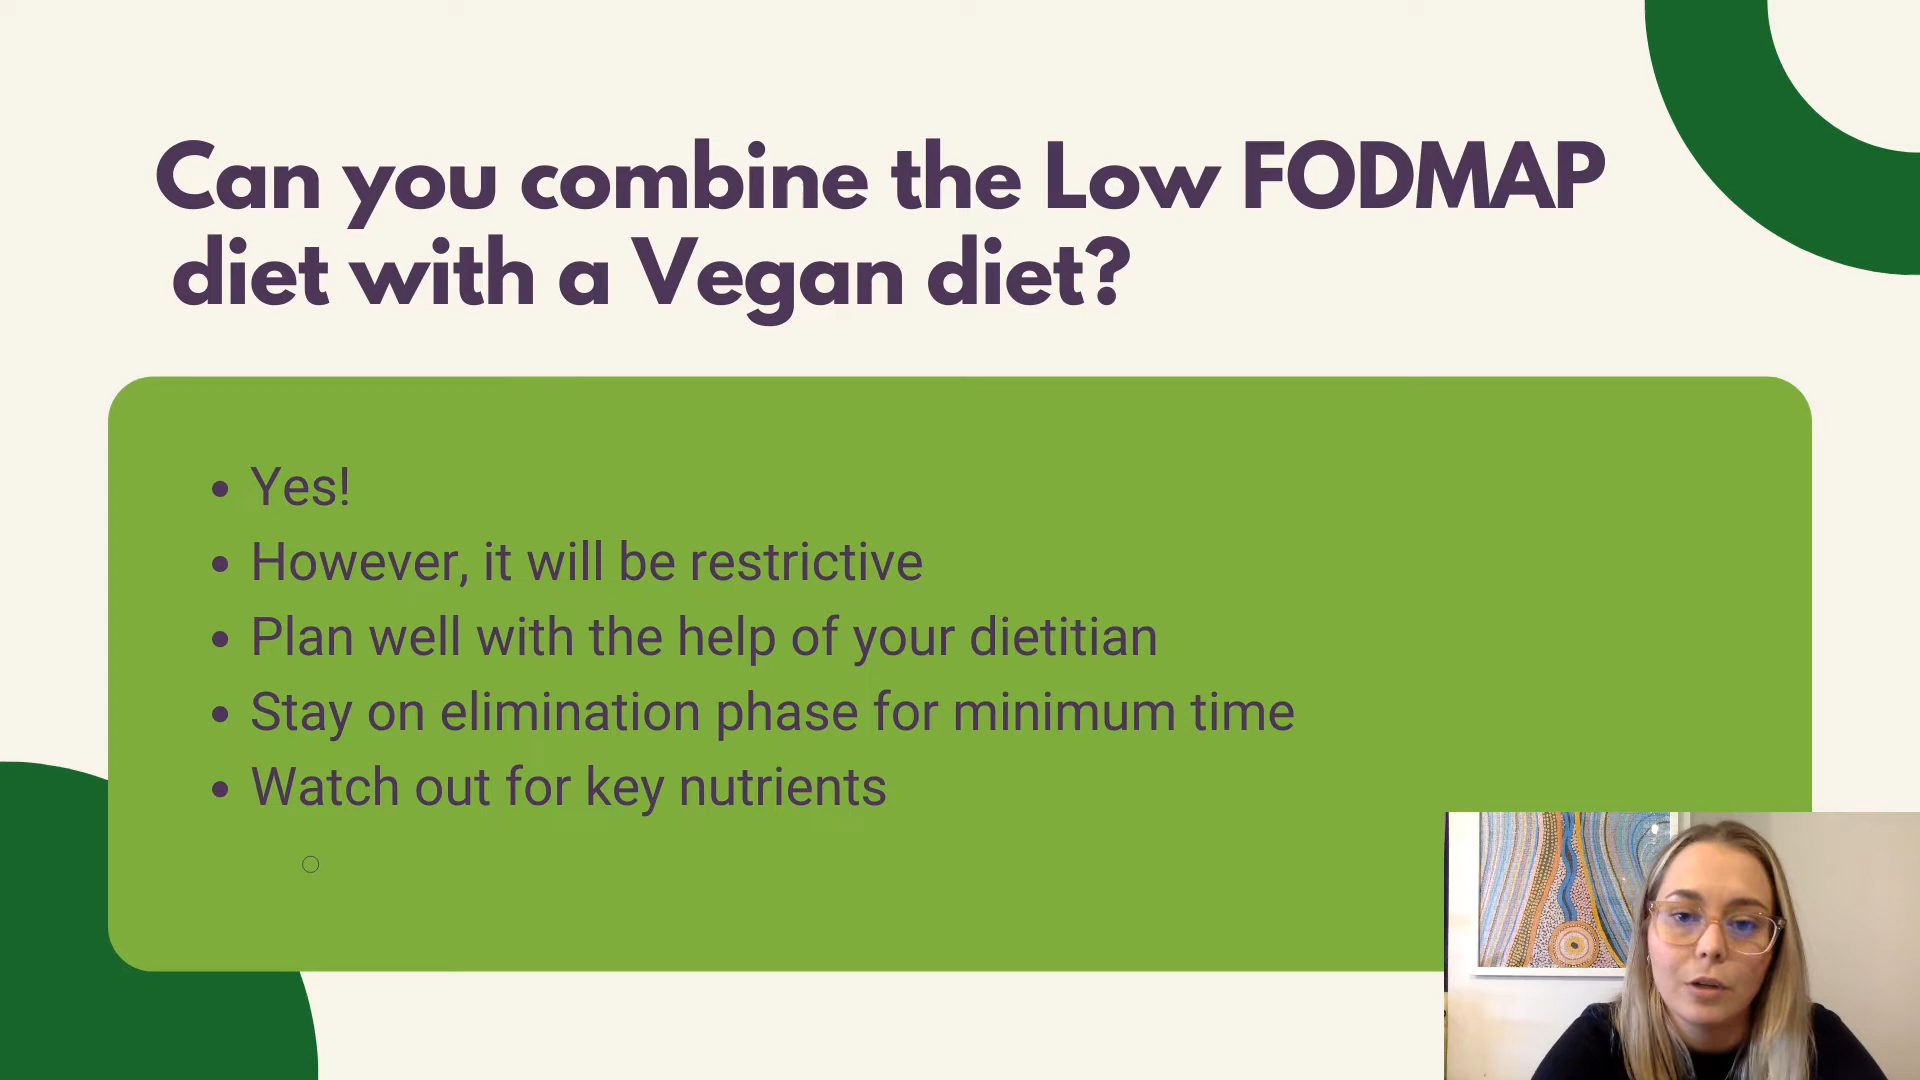 Can you combine the Low FODMAP
diet with a Vegan diet?
• Yes!
• However, it will be restrictive
• Plan well with the help of your dietitian
• Stay on elimination phase for minimum time
• Watch out for key nutrients